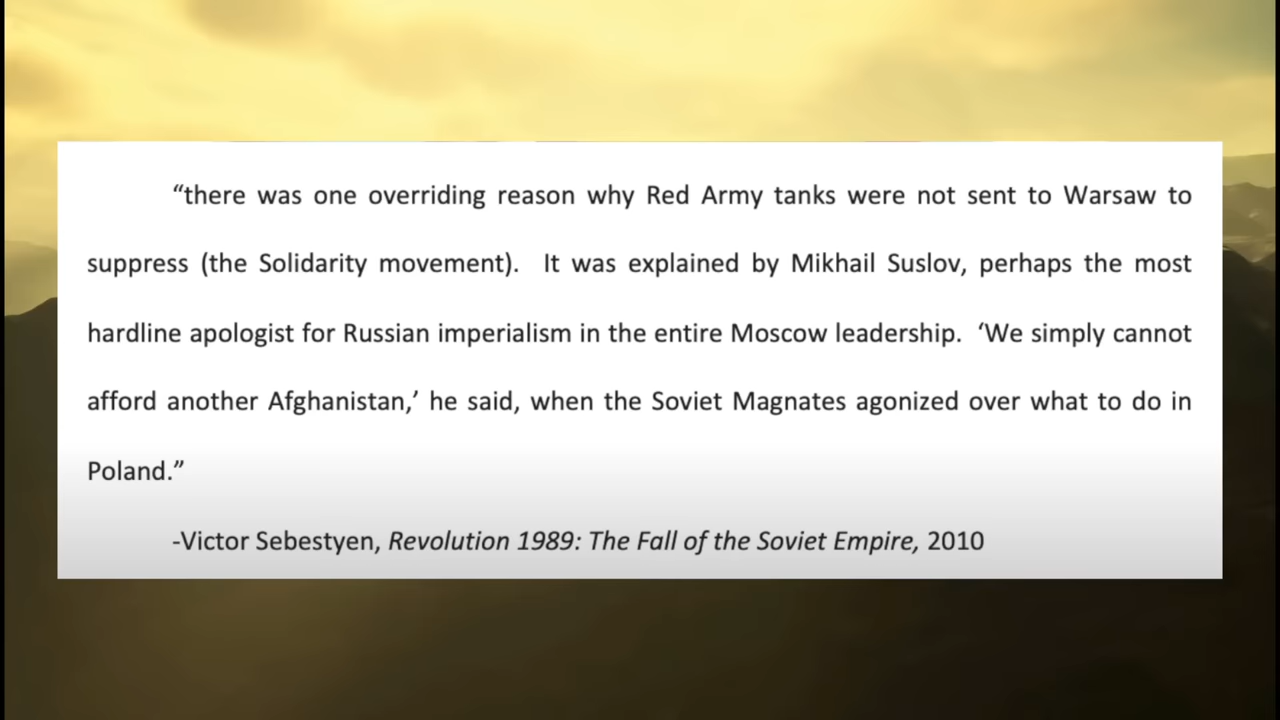 “there was one overriding reason why Red Army tanks were not sent to Warsaw to
suppress (the Solidarity movement). It was explained by Mikhail Suslov, perhaps the most
hardline apologist for Russian imperialism in the entire Moscow leadership. ‘We simply cannot
afford another Afghanistan,’ he said, when the Soviet Magnates agonized over what to do in
Poland.”
-Victor Sebestyen, Revolution 1989: The Fall of the Soviet Empire, 2010